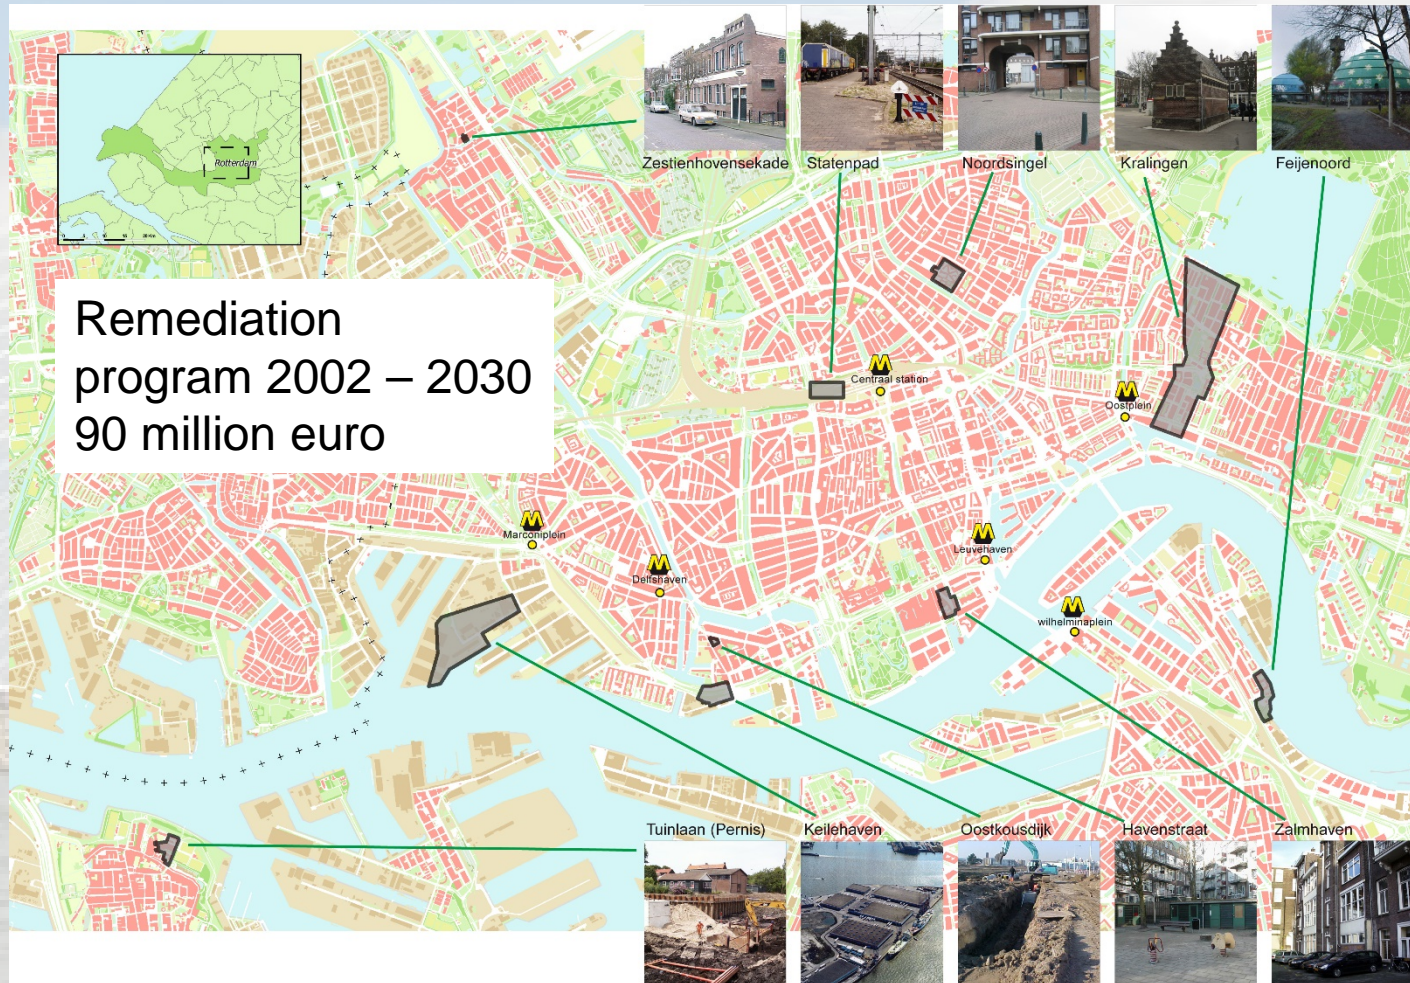 Zestienhovensekade
Statenpad
Noordsingel
Kralingen
Feijenoord
Rotterdam
Remediation
program 2002 – 2030
90 million euro
Centraal station
Oostplein
Marconiplein
Leuvehaven
Delfshaven
wilhelminaplein
Tuinlaan (Pernis)
Keilehaven
Oostkousdijk
Havenstraat
Zalmhaven